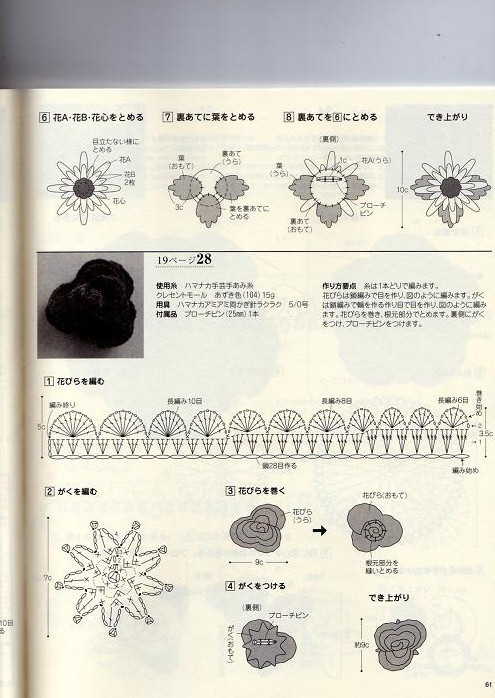 6 花A・花B・花心をとめる
目立たない様に
とめる
花A
花B
2枚
花心
7 裏あてに葉をとめる
葉
(おもて)
裏あて
(うら)
3c
葉を裏あてに
とめる
8 裏あてを6にとめる
(裏側)
葉
(うら)
1c
花A(うら)
裏あて
(おもて)
ブローチ
ピン
でき上がり
10c
19ページ28
使用糸 ハマナカ手芸手あみ糸
クレセントモール あずき色(104)15g
用具 ハマナカアミアミ両かぎ針ラクラク 5/0号
付属品 ブローチピン(25mm)1本
作り方要点 糸は1本どりで編みます。
花びらは鎖編みで目を作り、図のように編みます。がく
は鎖編みで輪を作る作り目で目を作り、図のように編み
ます。花びらを巻き、根元部分でとめます。裏側にがく
をつけ、ブローチピンをつけます。
1 花びらを編む
編み終り
長編み10目
長編み8目
長編み6目
巻き始め
5c
2
3.5c
鎖28目作る
編み始め
2 がくを編む
7c
3 花びらを巻く
花びら
(うら)
9c
花びら(おもて)
根元部分を
縫いとめる
4 がくをつける
(裏側)
ブローチピン
がく(おもて)
でき上がり
約9c
10目
る
61